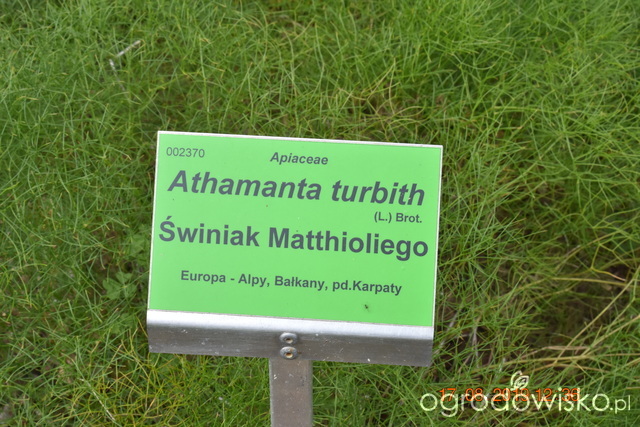 002370
Apiaceae
Athamanta turbith
(L.) Brot.
Świniak Matthioliego
Europa - Alpy, Bałkany, pd.Karpaty
ogrodowisko.pl